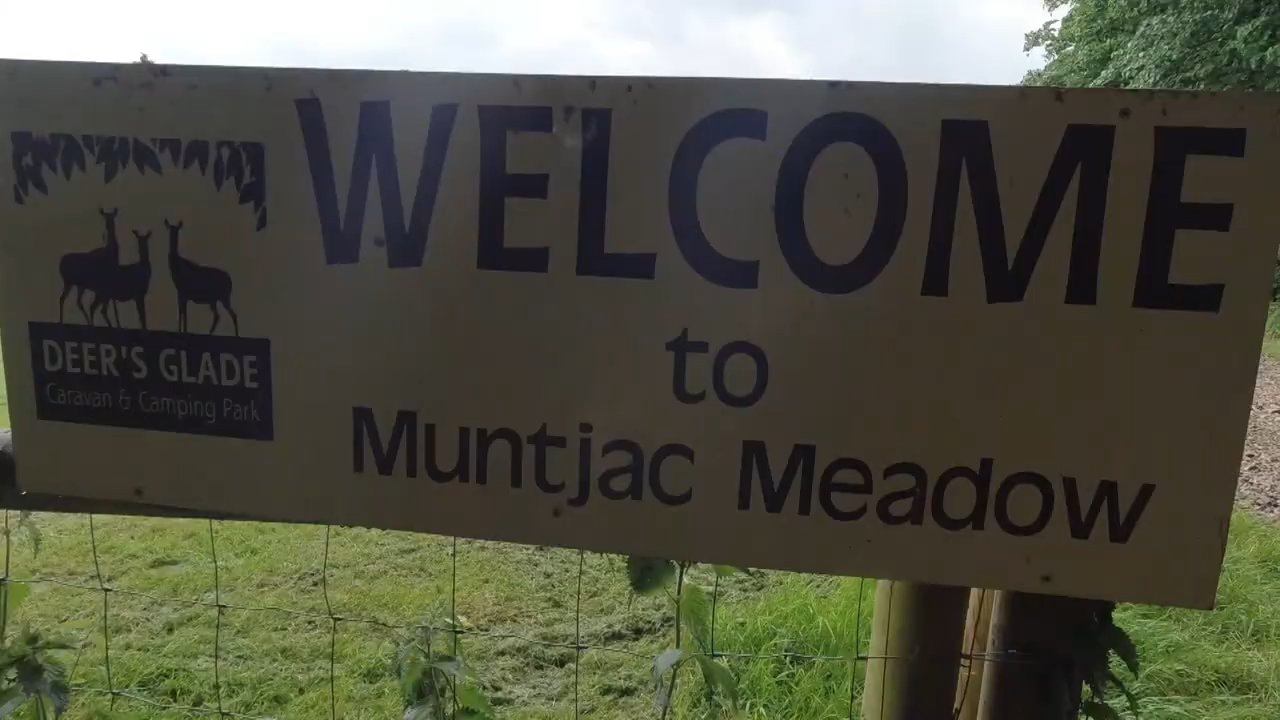 WELCOME
to
Muntjac Meadow
DEER'S GLADE
Caravan & Camping Park